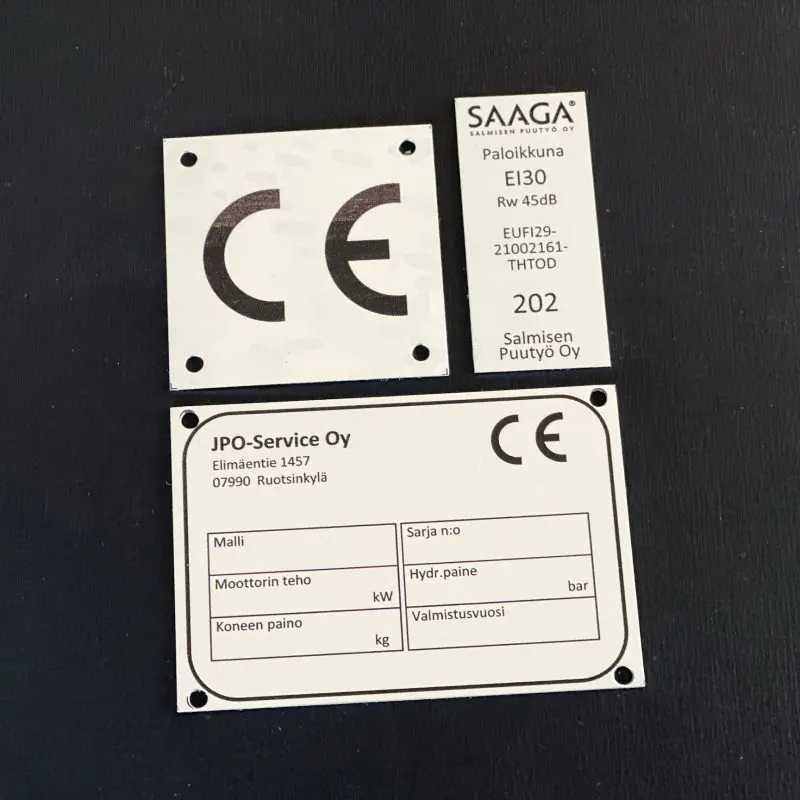 CE
SAAGA®
SALMISEN PUUTYÖ OY
Paloikkuna
EI30
Rw 45dB
EUFI29-
21002161-
THTOD
202
Salmisen
Puutyö Oy
JPO-Service Oy
Elimäentie 1457
07990 Ruotsinkylä
CE
Malli
Sarja n:o
Moottorin teho
kW
Hydr.paine
bar
Koneen paino
kg
Valmistusvuosi